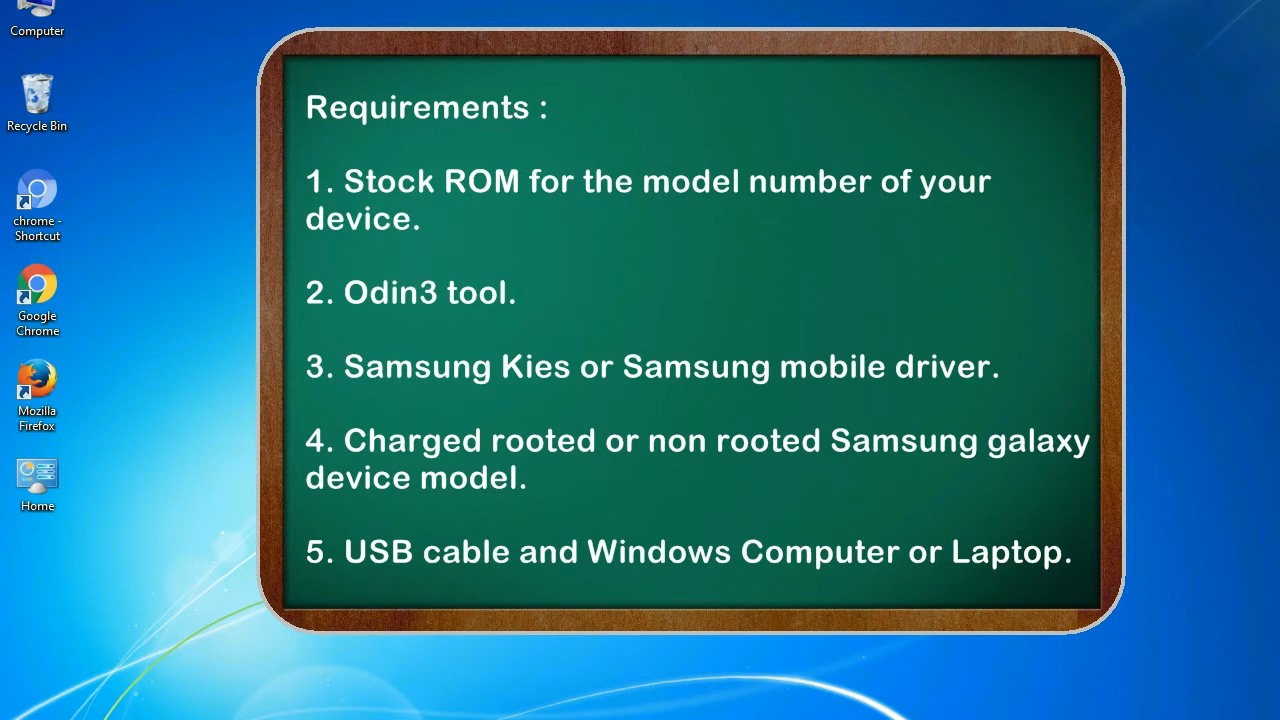 Computer
Recycle Bin
chrome -
Shortcut
Google
Chrome
Mozilla
Firefox
Home
Requirements :
1. Stock ROM for the model number of your
device.
2. Odin3 tool.
3. Samsung Kies or Samsung mobile driver.
4. Charged rooted or non rooted Samsung galaxy
device model.
5. USB cable and Windows Computer or Laptop.